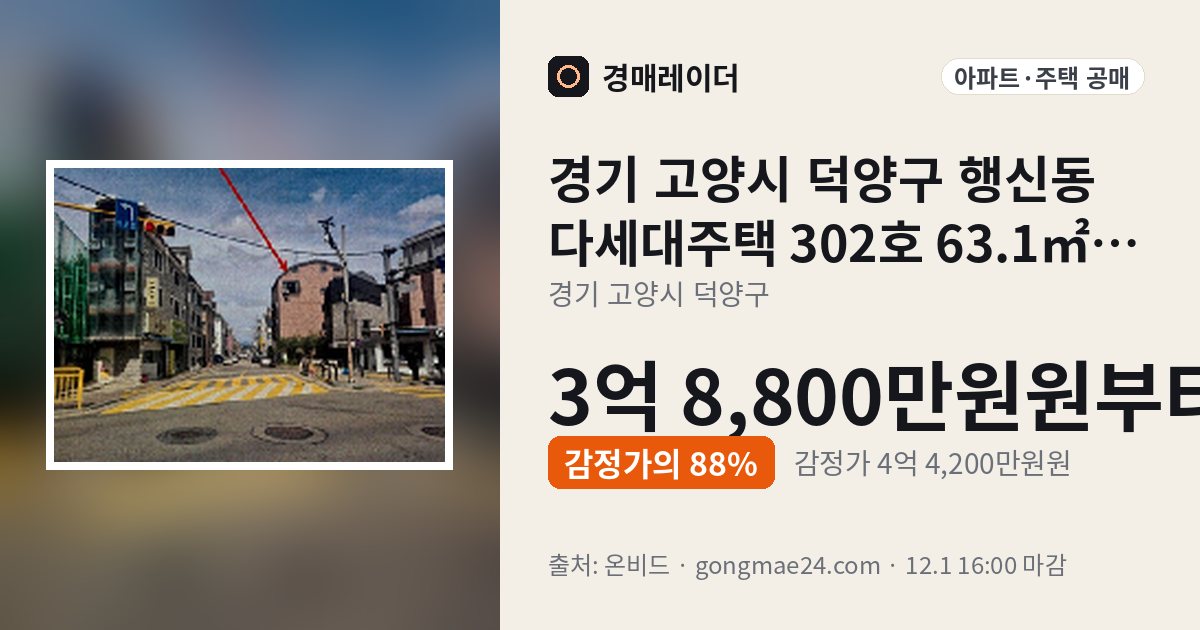 경매레이더
아파트·주택 공매
경기 고양시 덕양구 행신동
다세대주택 302호 63.1㎡…
경기 고양시 덕양구
3억 8,800만원원부터
감정가의 88%
감정가 4억 4,200만원원
출처: 온비드 · gongmae24.com · 12.1 16:00 마감